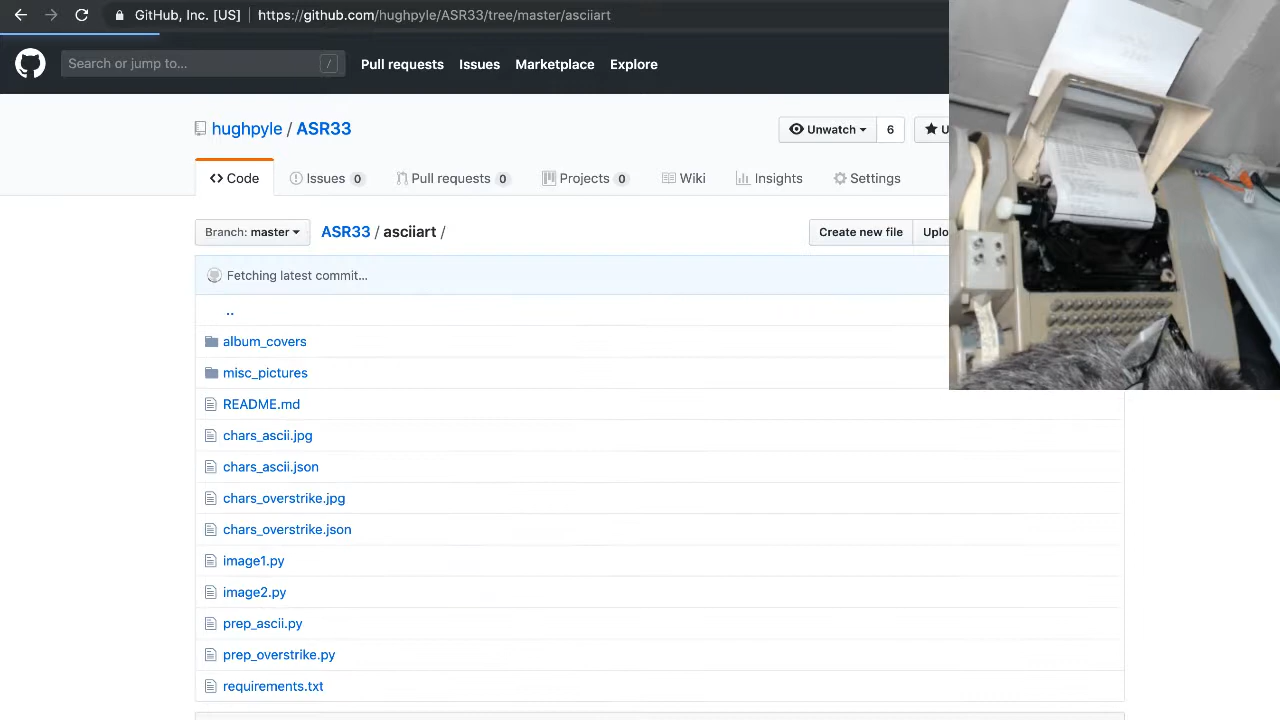 GitHub, Inc. [US] https://github.com/hughpyle/ASR33/tree/master/asciiart
Search or jump to... / Pull requests Issues Marketplace Explore
hughpyle / ASR33 Unwatch 6 U
<> Code Issues 0 Pull requests 0 Projects 0 Wiki Insights Settings
Branch: master ASR33 / asciiart / Create new file Uplo
Fetching latest commit...
..
album_covers
misc_pictures
README.md
chars_ascii.jpg
chars_ascii.json
chars_overstrike.jpg
chars_overstrike.json
image1.py
image2.py
prep_ascii.py
prep_overstrike.py
requirements.txt